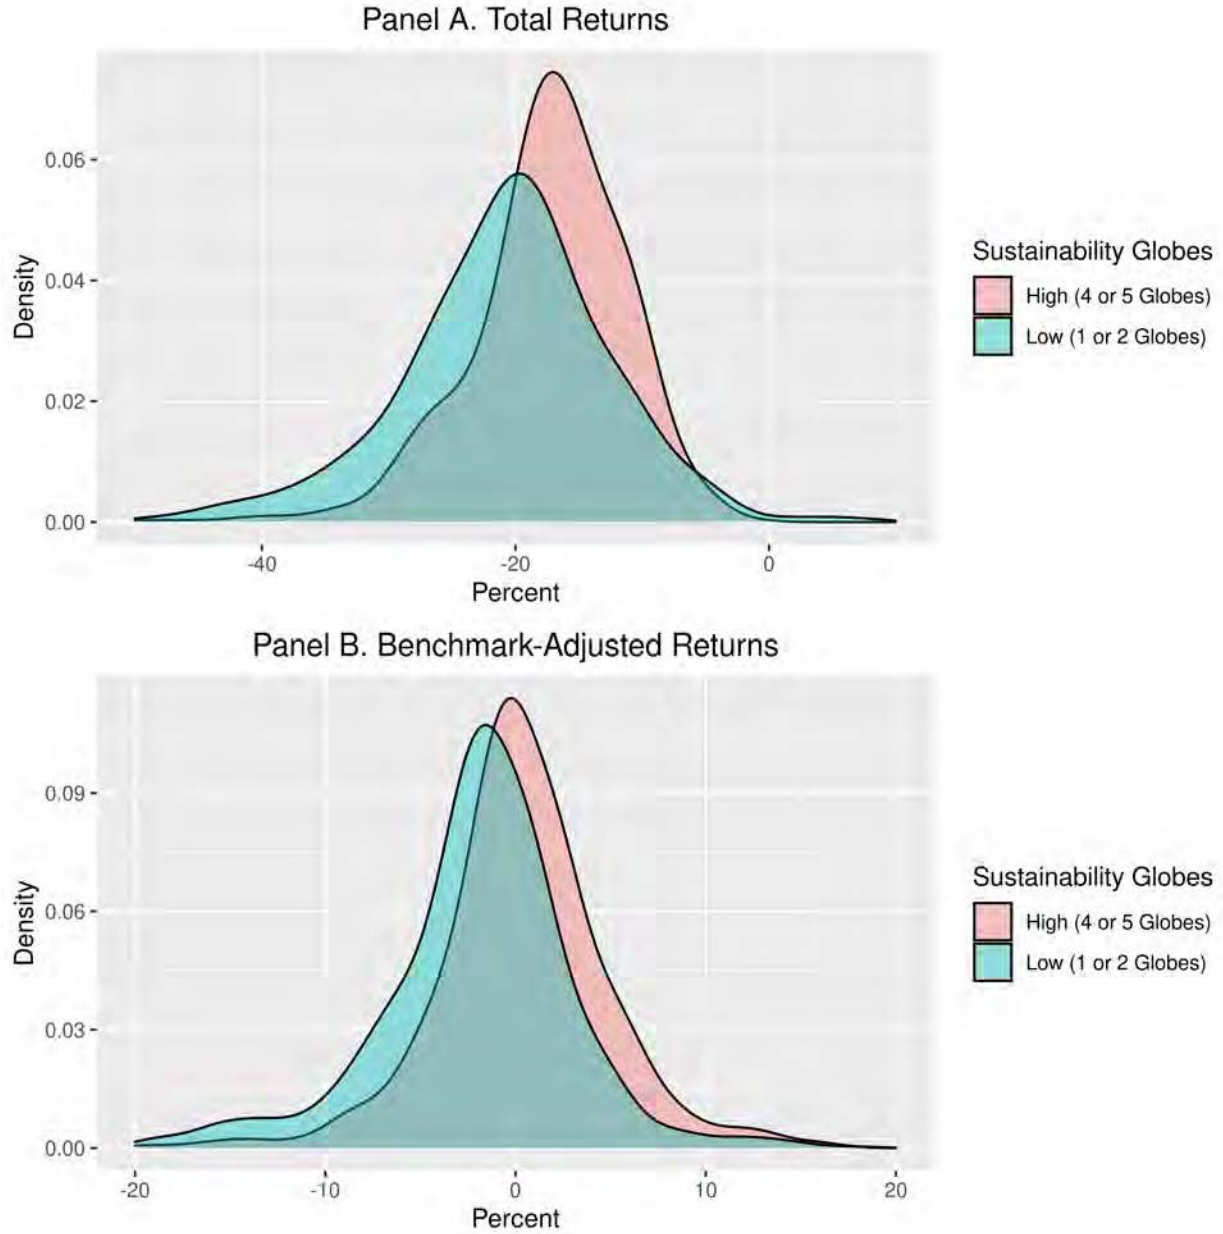 Panel A. Total Returns
0.06
0.04
0.02
0.00
Density
-40
-20
0
Percent
Sustainability Globes
High (4 or 5 Globes)
Low (1 or 2 Globes)
Panel B. Benchmark-Adjusted Returns
0.09
0.06
0.03
0.00
Density
-20
-10
0
10
20
Percent
Sustainability Globes
High (4 or 5 Globes)
Low (1 or 2 Globes)